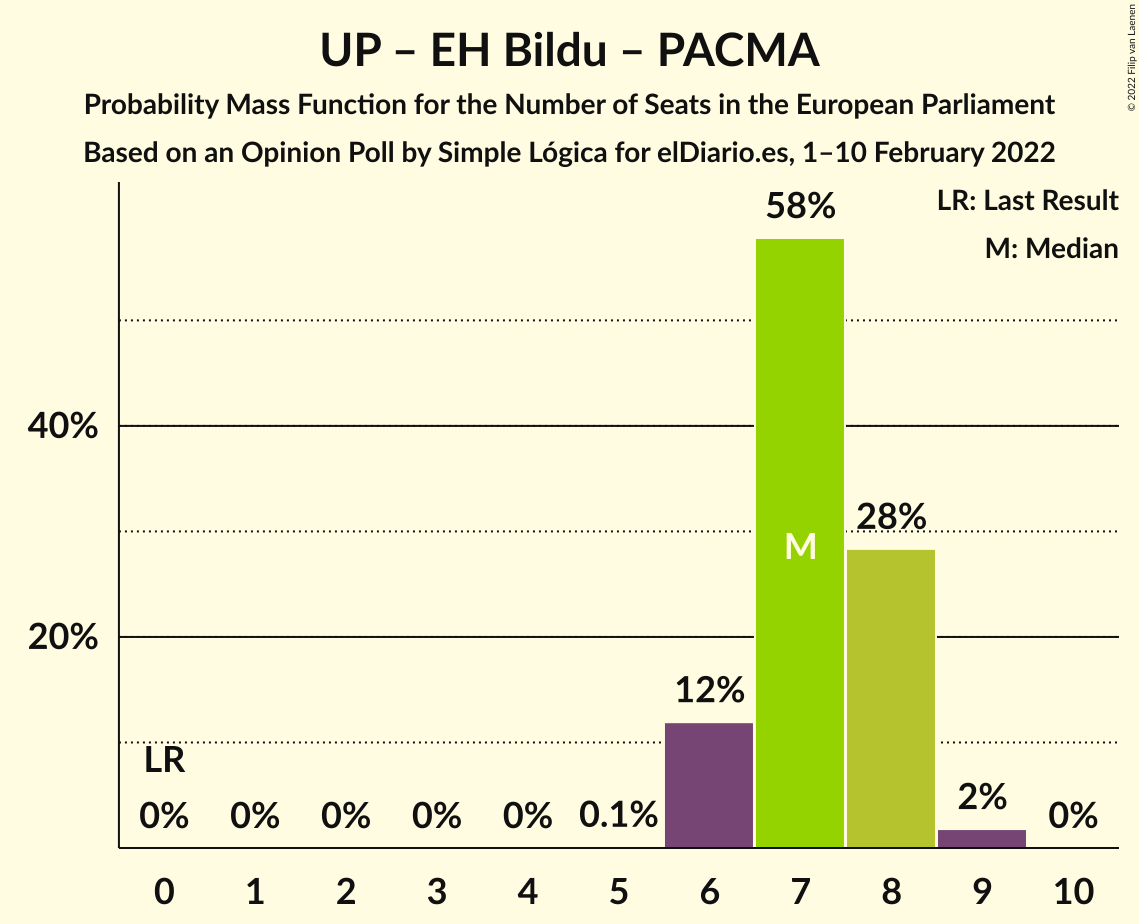 UP – EH Bildu – PACMA
Probability Mass Function for the Number of Seats in the European Parliament
Based on an Opinion Poll by Simple Lógica for elDiario.es, 1–10 February 2022
© 2022 Filip van Laenen
LR: Last Result
M: Median
58%
40%
28%
M
20%
12%
LR
2%
0% 0% 0% 0% 0% 0.1% 0%
0 1 2 3 4 5 6 7 8 9 10